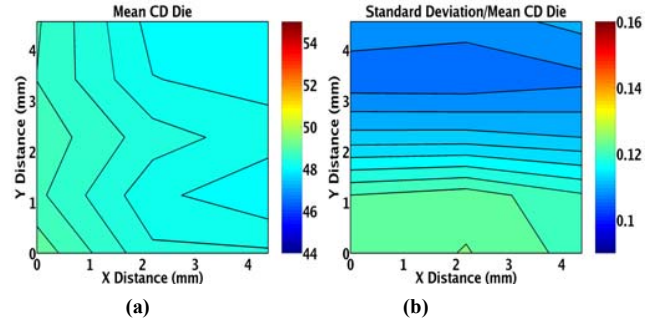 Mean CD Die
Y Distance (mm)
4
3
2
1
0
0 1 2 3 4
X Distance (mm)
54
52
50
48
46
44
(a)
Standard Deviation/Mean CD Die
Y Distance (mm)
4
3
2
1
0
0 1 2 3 4
X Distance (mm)
0.16
0.14
0.12
0.1
(b)